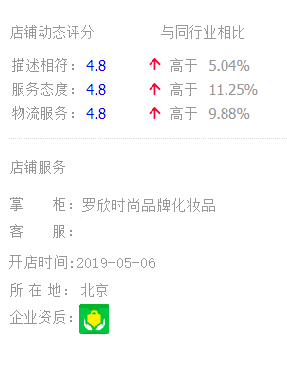 店铺动态评分 与同行业相比
描述相符： 4.8 高于 5.04%
服务态度： 4.8 高于 11.25%
物流服务： 4.8 高于 9.88%
店铺服务
掌 柜：罗欣时尚品牌化妆品
客 服：
开店时间:2019-05-06
所 在 地： 北京
企业资后：